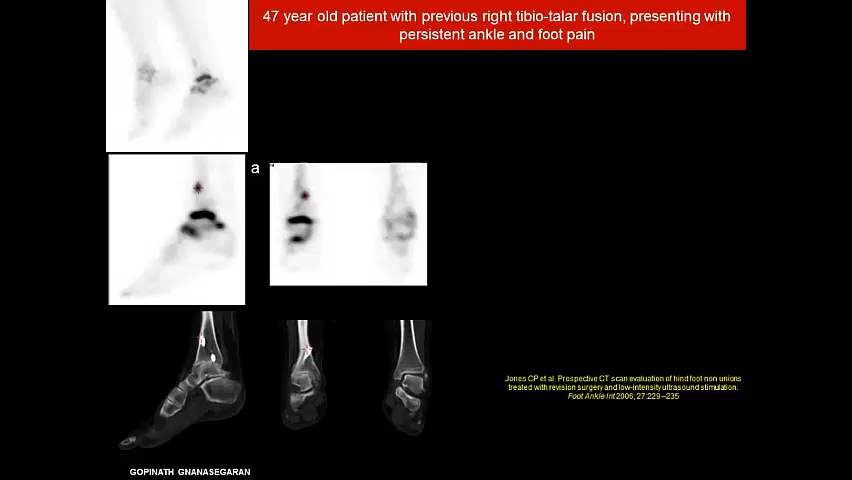 47 year old patient with previous right tibio-talar fusion, presenting with
persistent ankle and foot pain
a
Jones CP et al. Prospective CT scan evaluation of hind foot non unions
treated with revision surgery and low-intensity ultrasound stimulation.
Foot Ankle Int 2006; 27:229–235
GOPINATH GNANASEGARAN